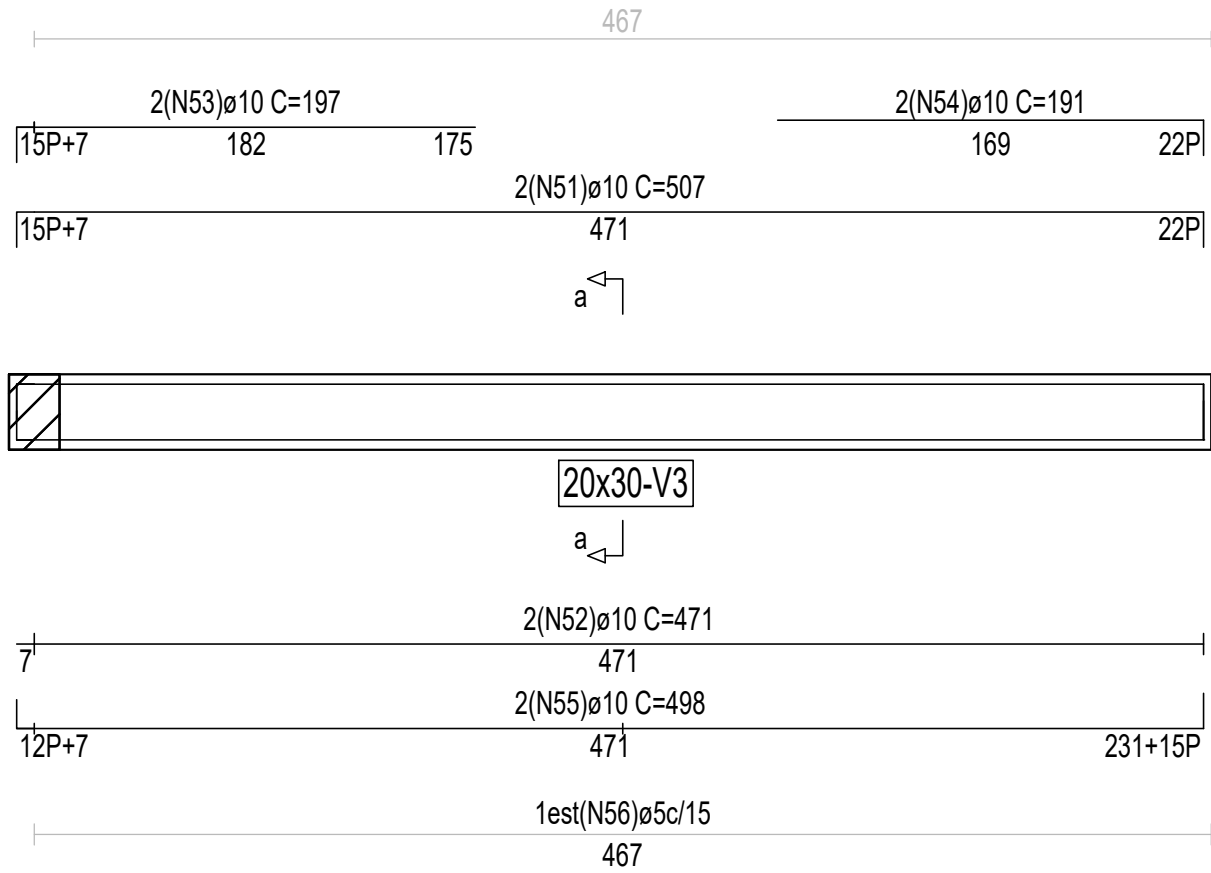 467
2(N53)ø10 C=197
2(N54)ø10 C=191
15P+7 182 175
169 22P
2(N51)ø10 C=507
15P+7 471 22P
a
20x30-V3
a
2(N52)ø10 C=471
7 471
2(N55)ø10 C=498
12P+7 471 231+15P
1est(N56)ø5c/15
467